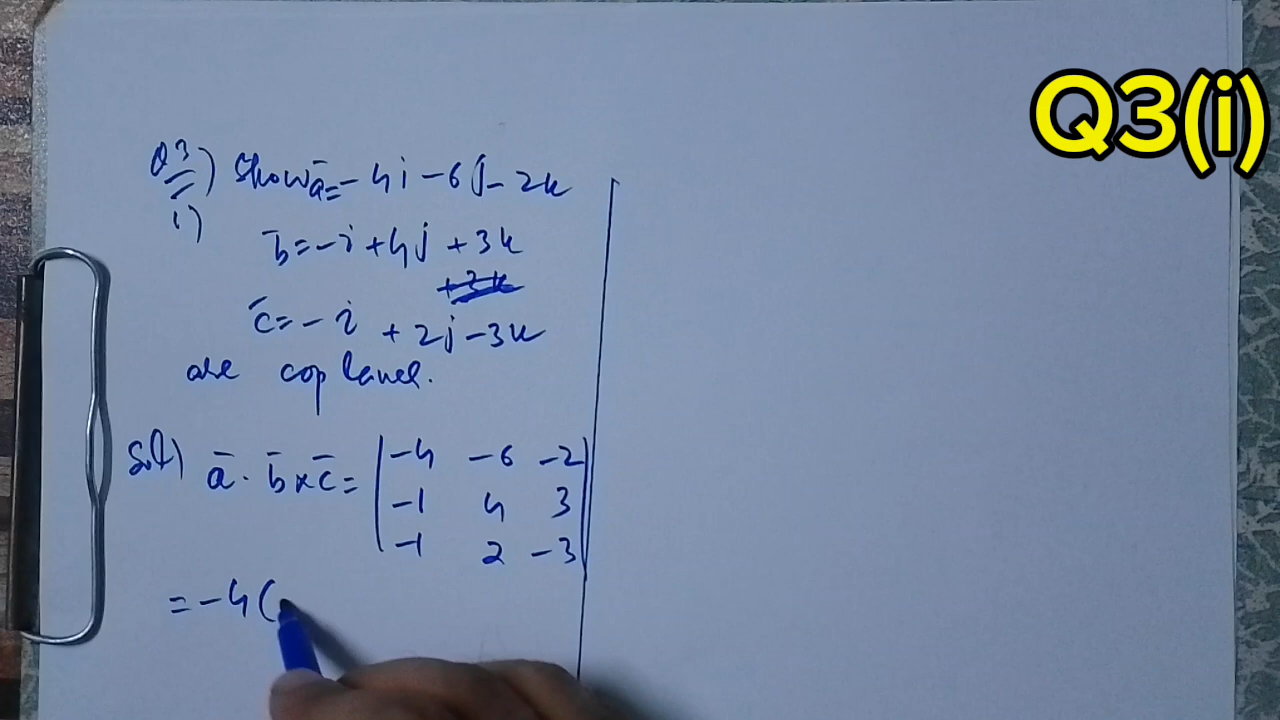 Q3(i)
Q3) Show ā=-4i-6j-2k
i)
b̄=-i+4j+3k
c̄=-i+2j-3k
are coplaner.
Sol) ā.b̄×c̄= |-4 -6 -2|
-1 4 3
-1 2 -3
=-4(